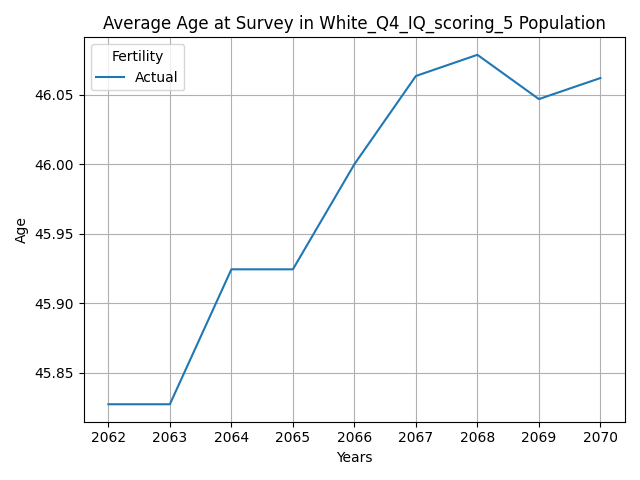 Average Age at Survey in White_Q4_IQ_scoring_5 Population
Fertility
Actual
Age
46.05
46.00
45.95
45.90
45.85
2062 2063 2064 2065 2066 2067 2068 2069 2070
Years